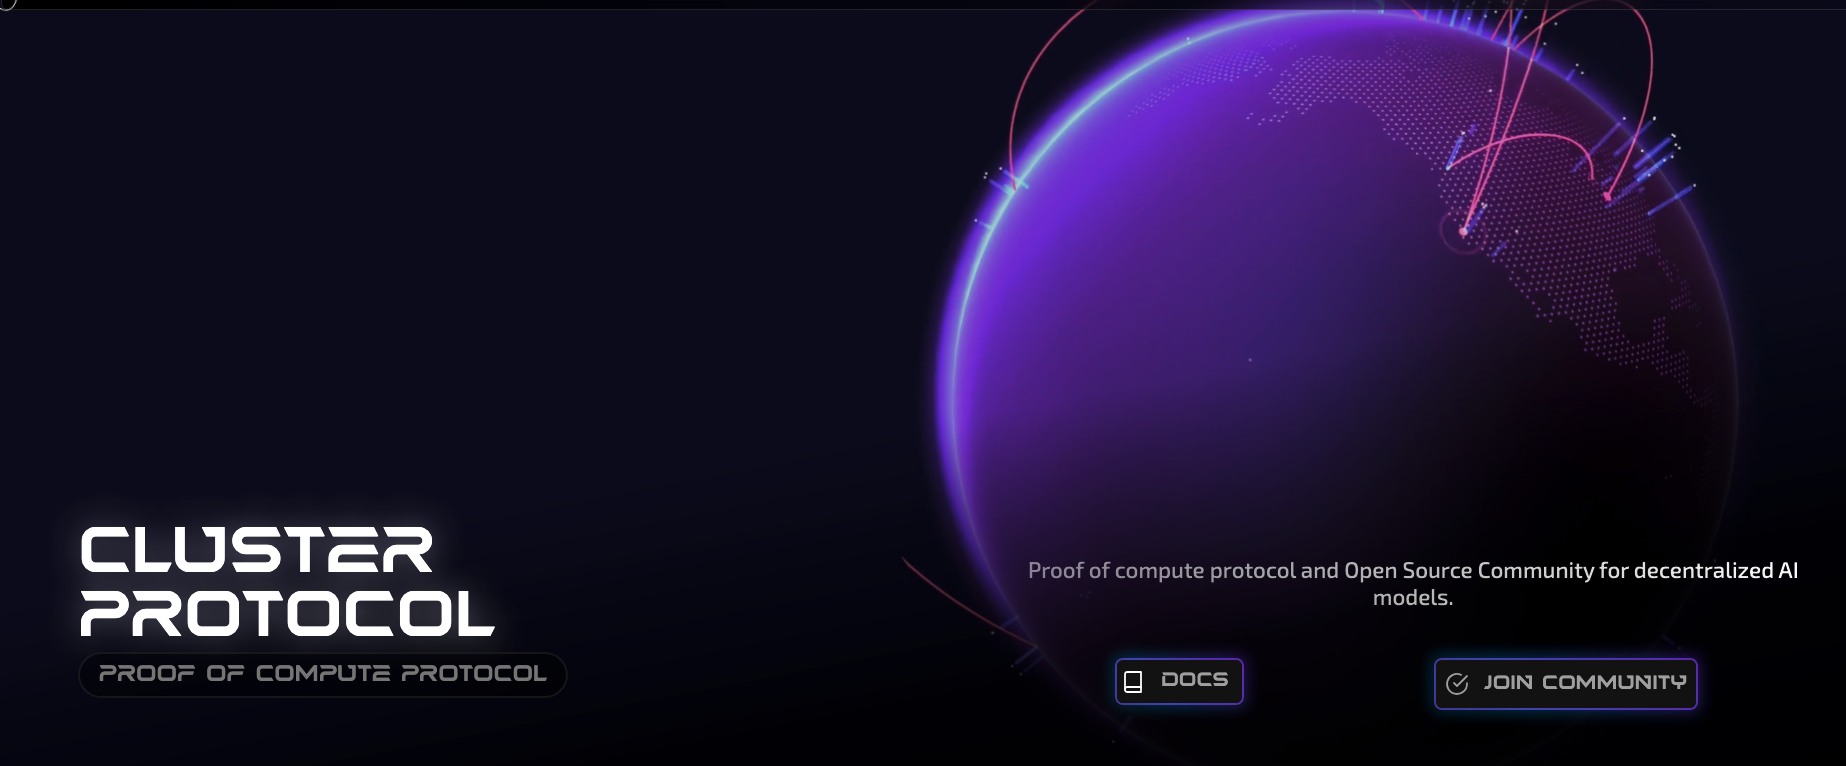 CLUSTER
PROTOCOL
PROOF OF COMPUTE PROTOCOL
Proof of compute protocol and Open Source Community for decentralized AI
models.
DOCS
JOIN COMMUNITY